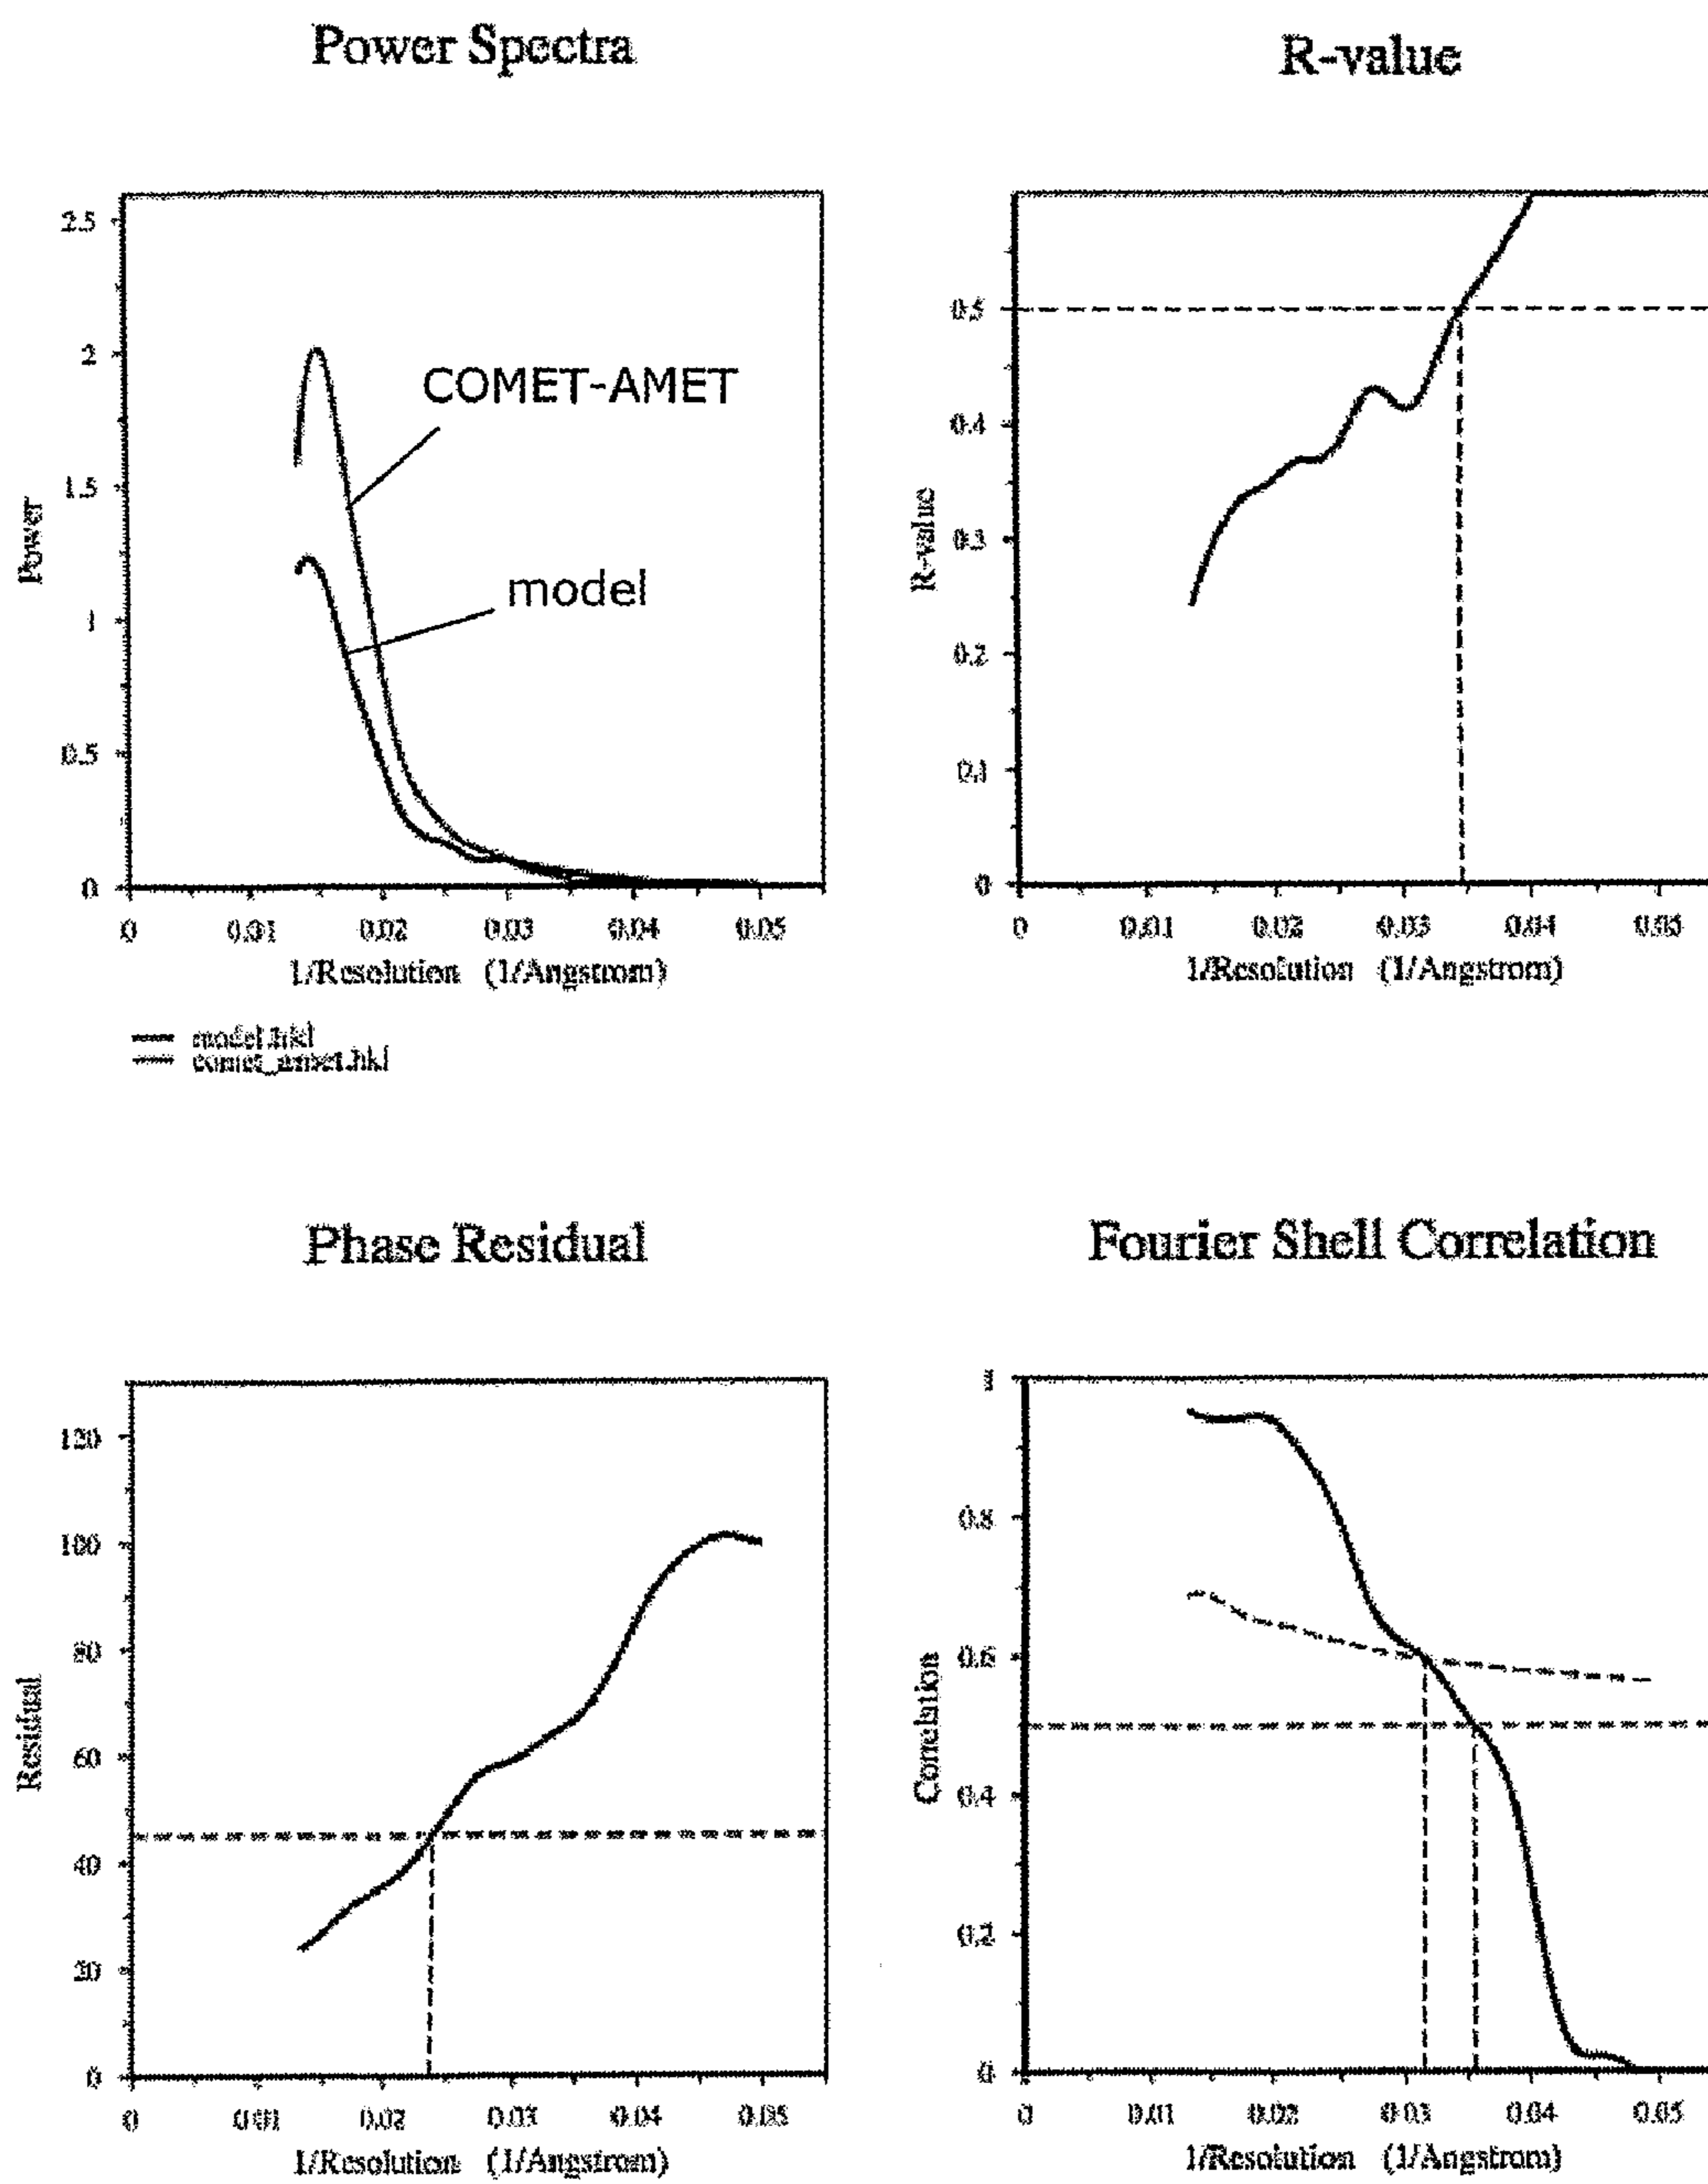 Power Spectra
R-value
2.5
2
1.5
1
0.5
0
Power
COMET-AMET
model
0 0.01 0.02 0.03 0.04 0.05
1/Resolution (1/Angstrom)
model.hkl
comet_amet.hkl
0.5
0.4
0.3
0.2
0.1
0
R-value
0 0.01 0.02 0.03 0.04 0.05
1/Resolution (1/Angstrom)
Phase Residual
Fourier Shell Correlation
120
100
80
60
40
20
0
Residual
0 0.01 0.02 0.03 0.04 0.05
1/Resolution (1/Angstrom)
1
0.8
0.6
0.4
0.2
0
Correlation
0 0.01 0.02 0.03 0.04 0.05
1/Resolution (1/Angstrom)